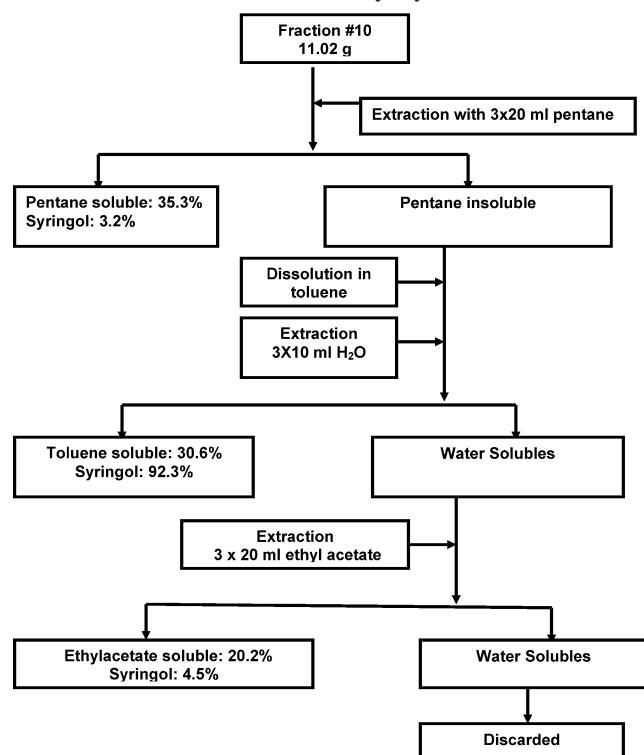 Fraction #10
11.02 g
Extraction with 3x20 ml pentane
Pentane soluble: 35.3%
Syringol: 3.2%
Pentane insoluble
Dissolution in
toluene
Extraction
3X10 ml H₂O
Toluene soluble: 30.6%
Syringol: 92.3%
Water Solubles
Extraction
3 x 20 ml ethyl acetate
Ethylacetate soluble: 20.2%
Syringol: 4.5%
Water Solubles
Discarded